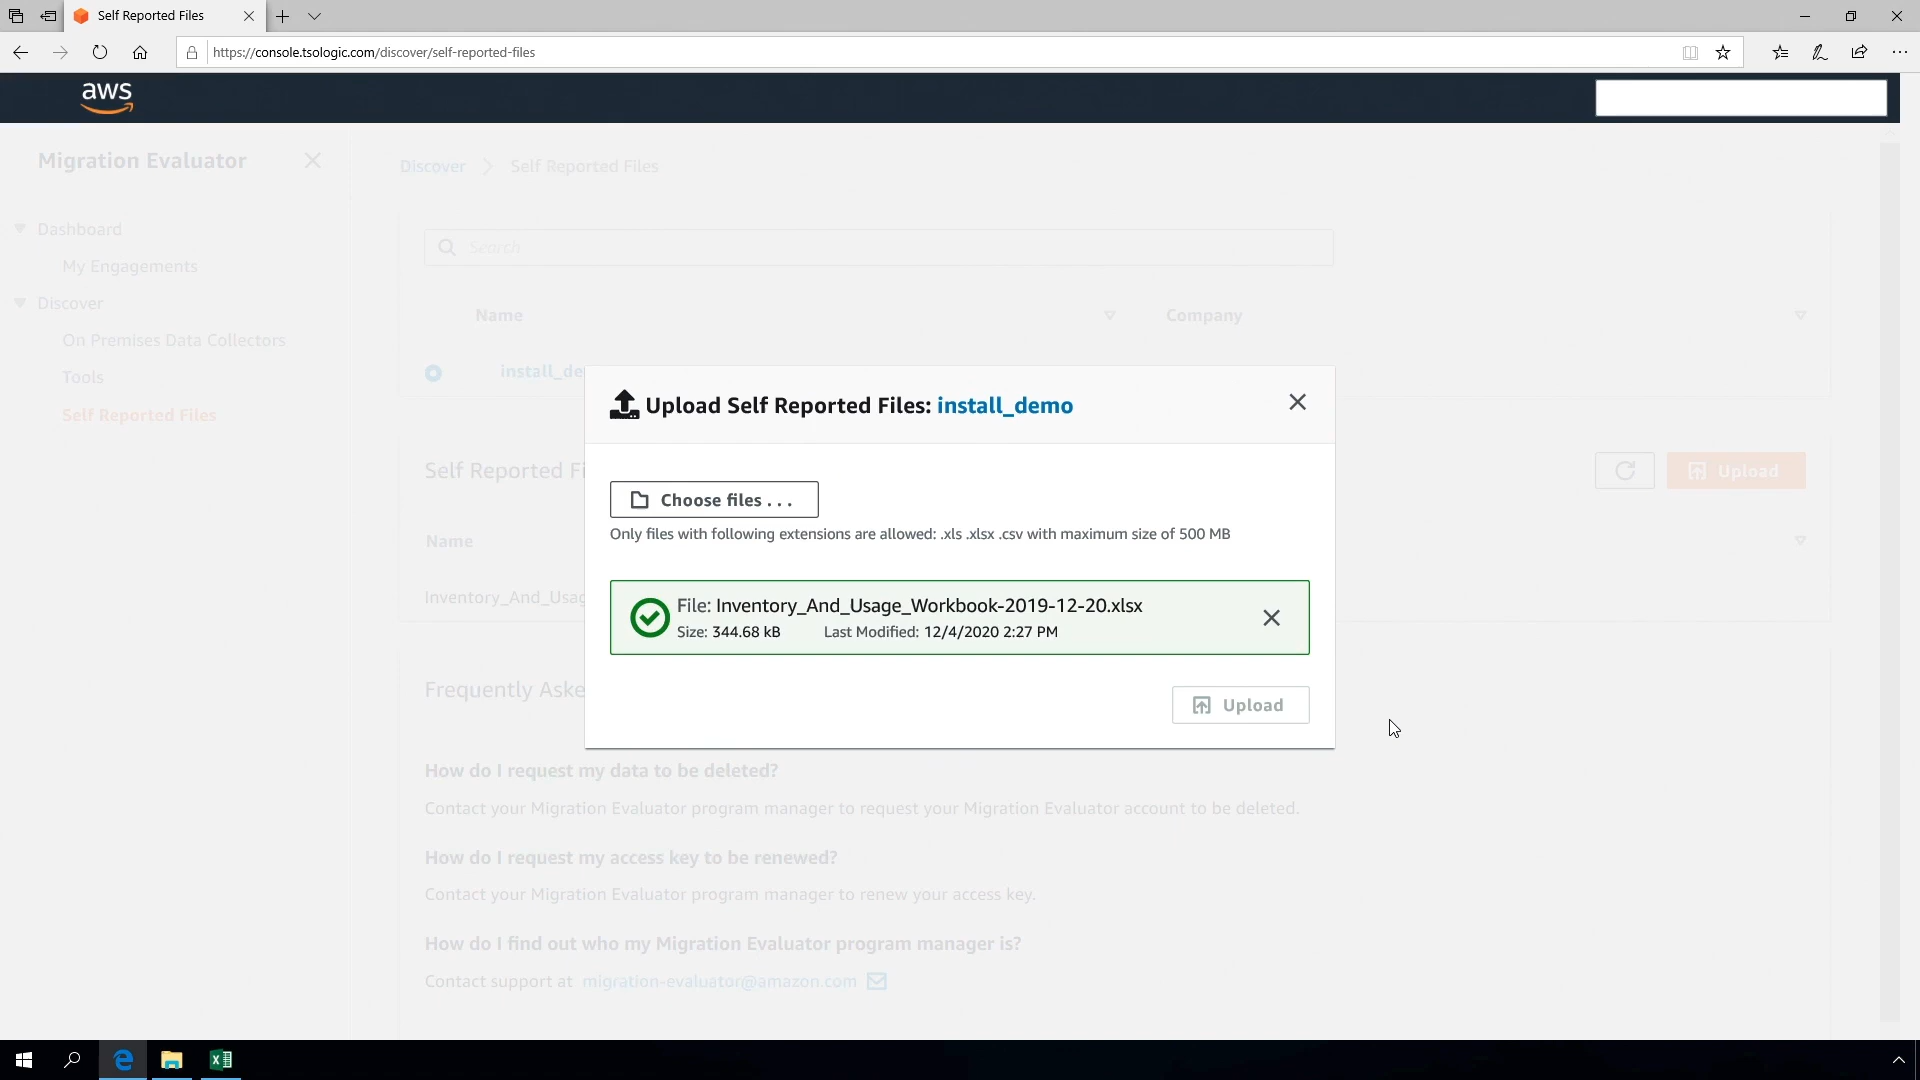 Self Reported Files
https://console.tsologic.com/discover/self-reported-files
aws
Migration Evaluator
Discover > Self Reported Files
Dashboard
My Engagements
Discover
On Premises Data Collectors
Tools
Self Reported Files
Search
Name
Company
install_de
Upload Self Reported Files: install_demo
Self Reported Fi
Upload
Choose files . . .
Only files with following extensions are allowed: .xls .xlsx .csv with maximum size of 500 MB
Name
Inventory_And_Usag
File: Inventory_And_Usage_Workbook-2019-12-20.xlsx
Size: 344.68 kB Last Modified: 12/4/2020 2:27 PM
Upload
Frequently Aske
How do I request my data to be deleted?
Contact your Migration Evaluator program manager to request your Migration Evaluator account to be deleted.
How do I request my access key to be renewed?
Contact your Migration Evaluator program manager to renew your access key.
How do I find out who my Migration Evaluator program manager is?
Contact support at migration-evaluator@amazon.com